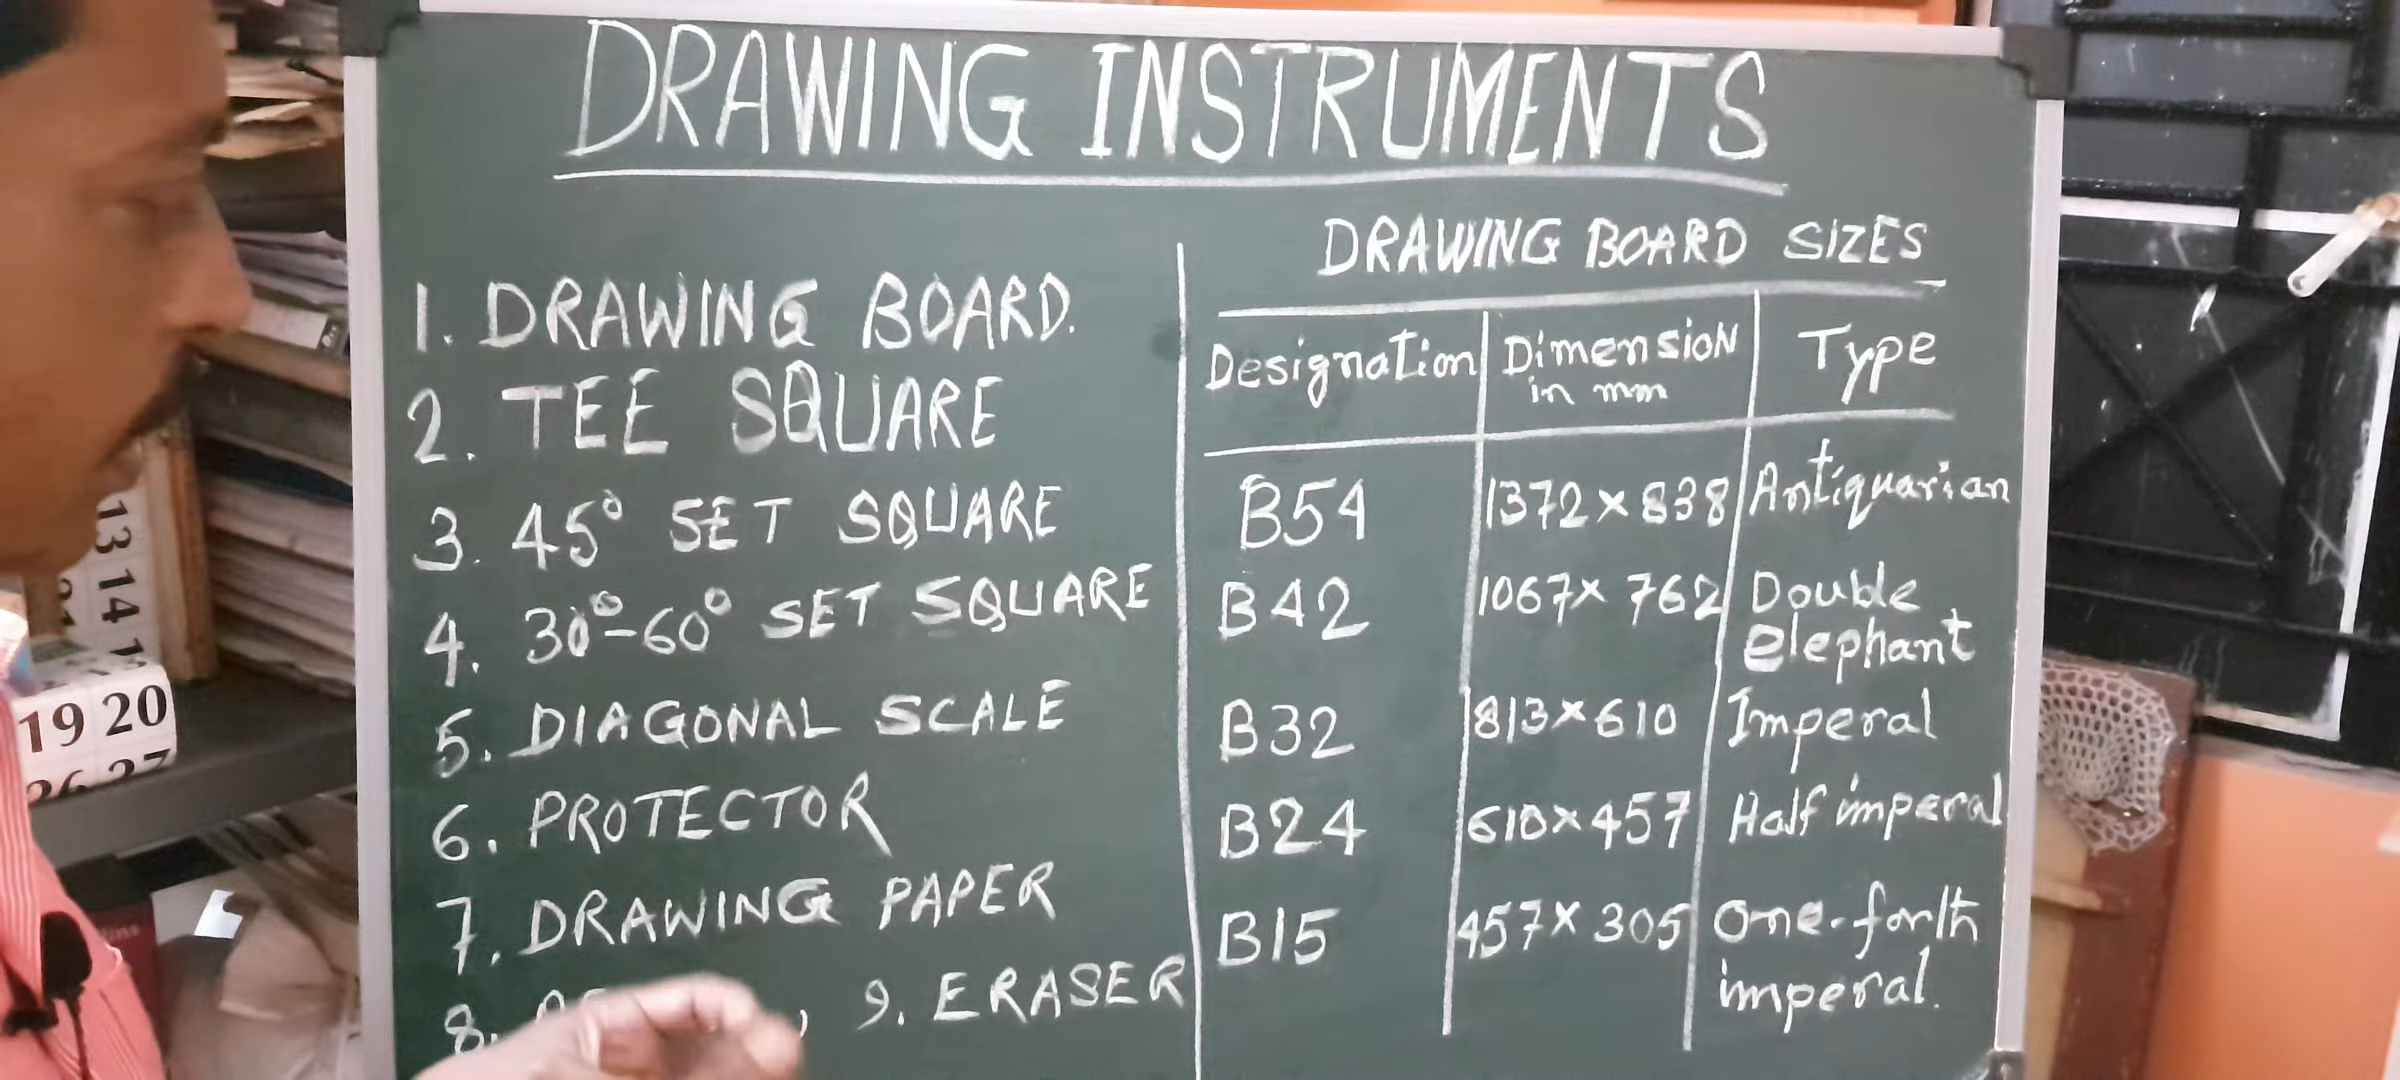 DRAWING INSTRUMENTS
1. DRAWING BOARD.
2. TEE SQUARE
3. 45° SET SQUARE
4. 30°-60° SET SQUARE
5. DIAGONAL SCALE
6. PROTECTOR
7. DRAWING PAPER
8. , 9. ERASER
DRAWING BOARD SIZES
Designation Dimension in mm Type
B54 1372 × 838 Antiquarian
B42 1067 × 762 Double
elephant
B32 813 × 610 Imperal
B24 610 × 457 Half imperal
B15 457 × 305 One-forth
imperal.
13
14
19 20
26 27